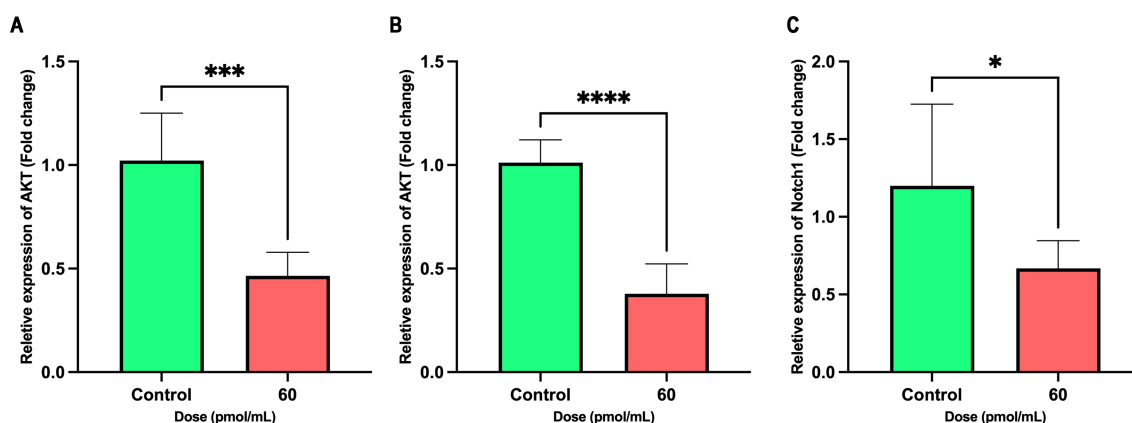 A
Reletive expression of AKT (Fold change)
1.5
1.0
0.5
0.0
***
Control 60
Dose (pmol/mL)
B
Reletive expression of AKT (Fold change)
1.5
1.0
0.5
0.0
****
Control 60
Dose (pmol/mL)
C
Reletive expression of Notch1 (Fold change)
2.0
1.5
1.0
0.5
0.0
*
Control 60
Dose (pmol/mL)